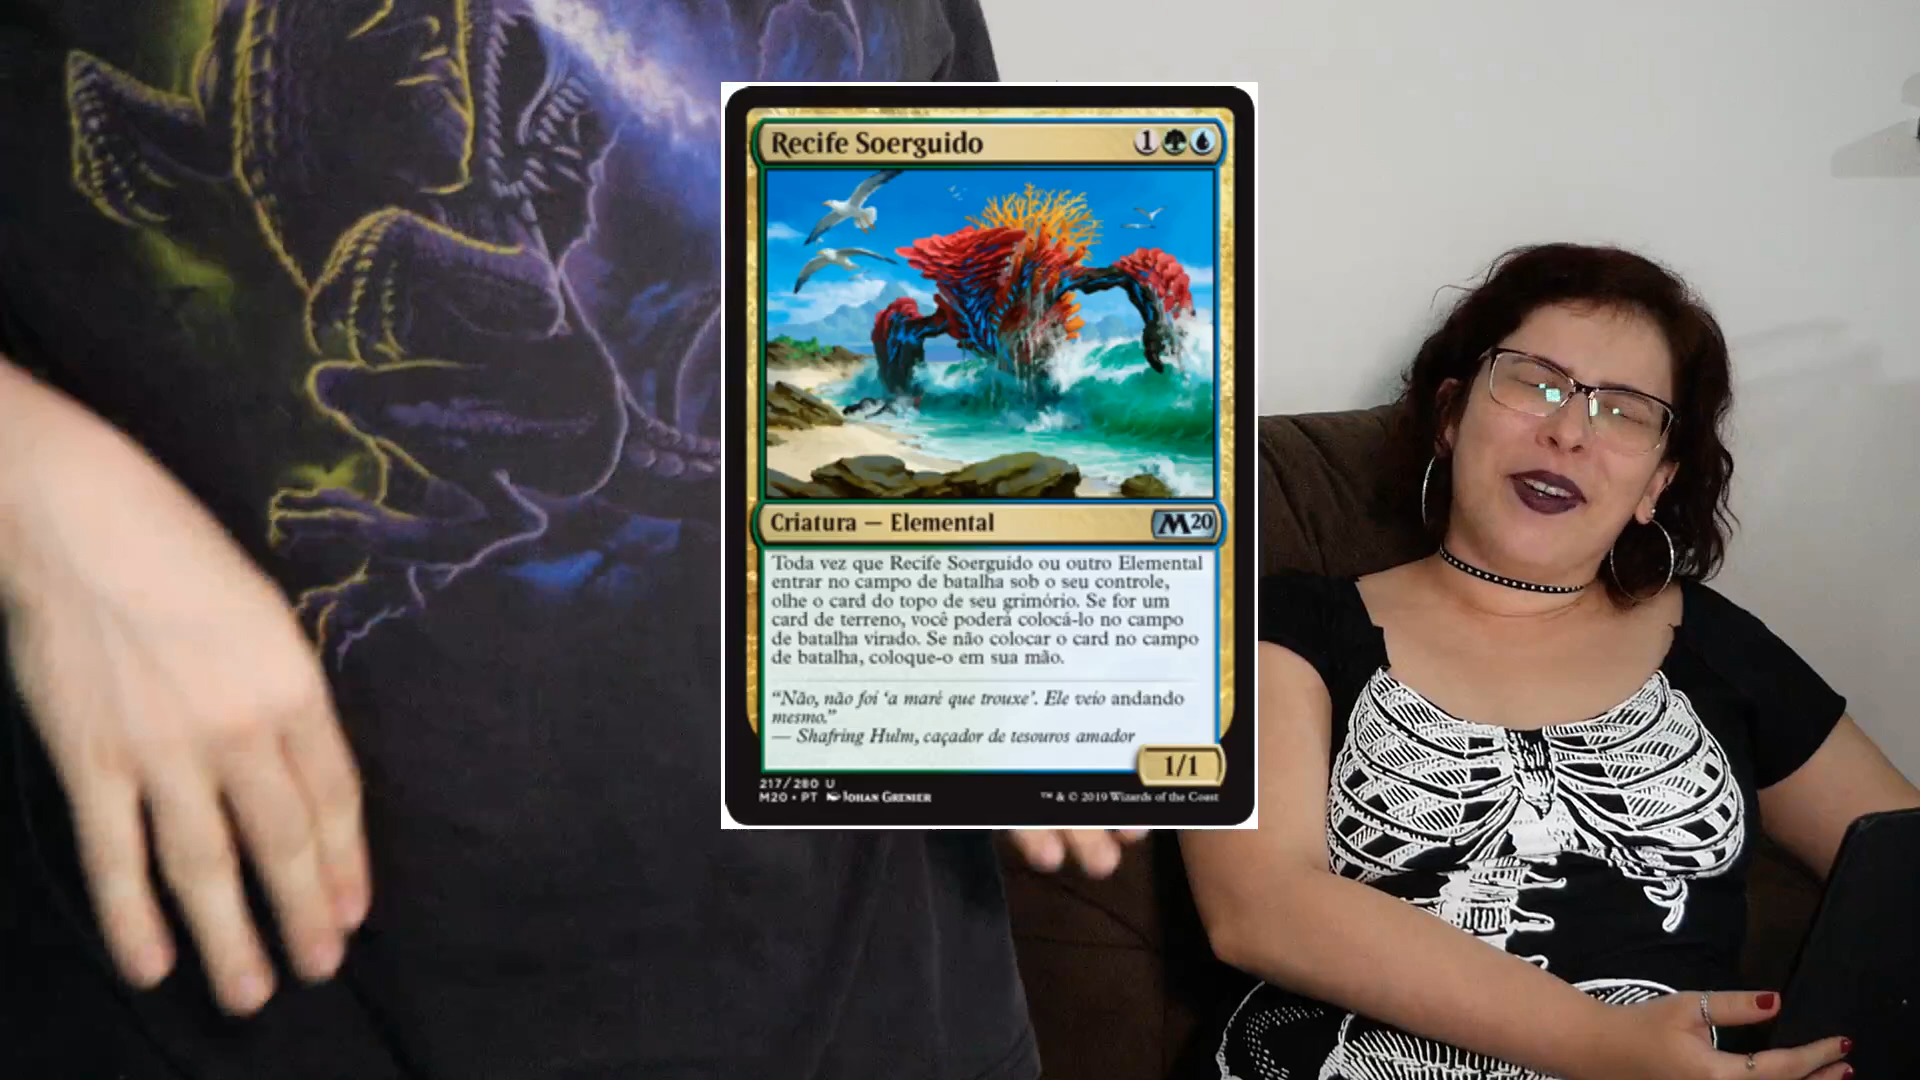 Recife Soerguido 1
Criatura — Elemental M20
Toda vez que Recife Soerguido ou outro Elemental
entrar no campo de batalha sob o seu controle,
olhe o card do topo de seu grimório. Se for um
card de terreno, você poderá colocá-lo no campo
de batalha virado. Se não colocar o card no campo
de batalha, coloque-o em sua mão.
“Não, não foi ‘a maré que trouxe’. Ele veio andando
mesmo.”
— Shafring Hulm, caçador de tesouros amador
1/1
217/280 U
M20 • PT Johan Grenier
™ & © 2019 Wizards of the Coast